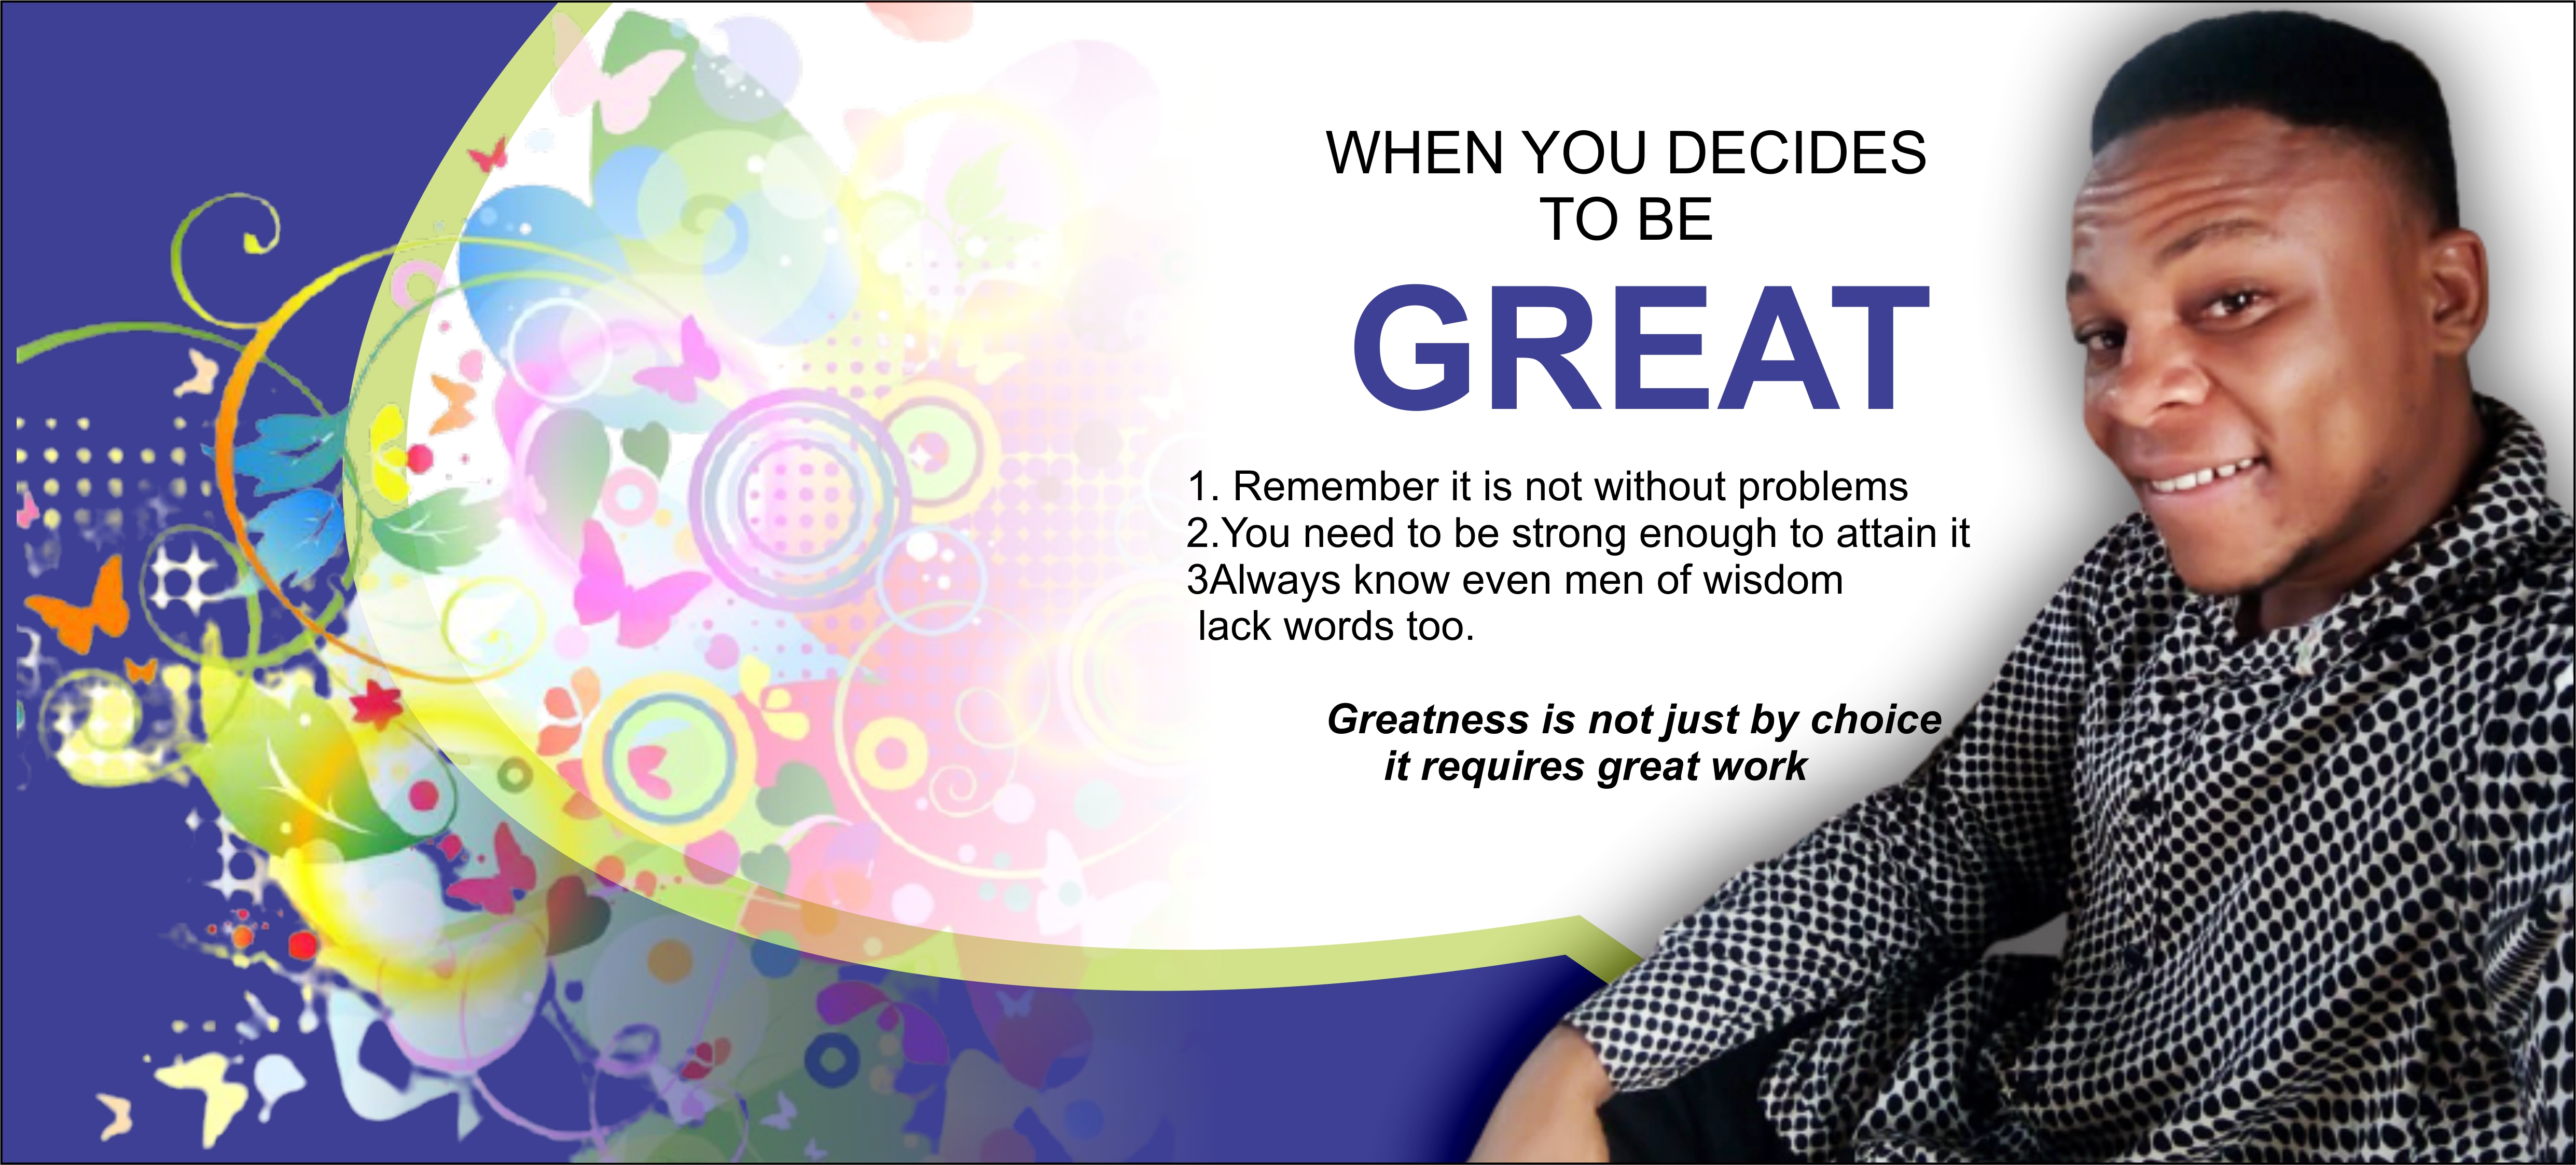 WHEN YOU DECIDES
TO BE
GREAT
1. Remember it is not without problems
2.You need to be strong enough to attain it
3Always know even men of wisdom
lack words too.
Greatness is not just by choice
it requires great work